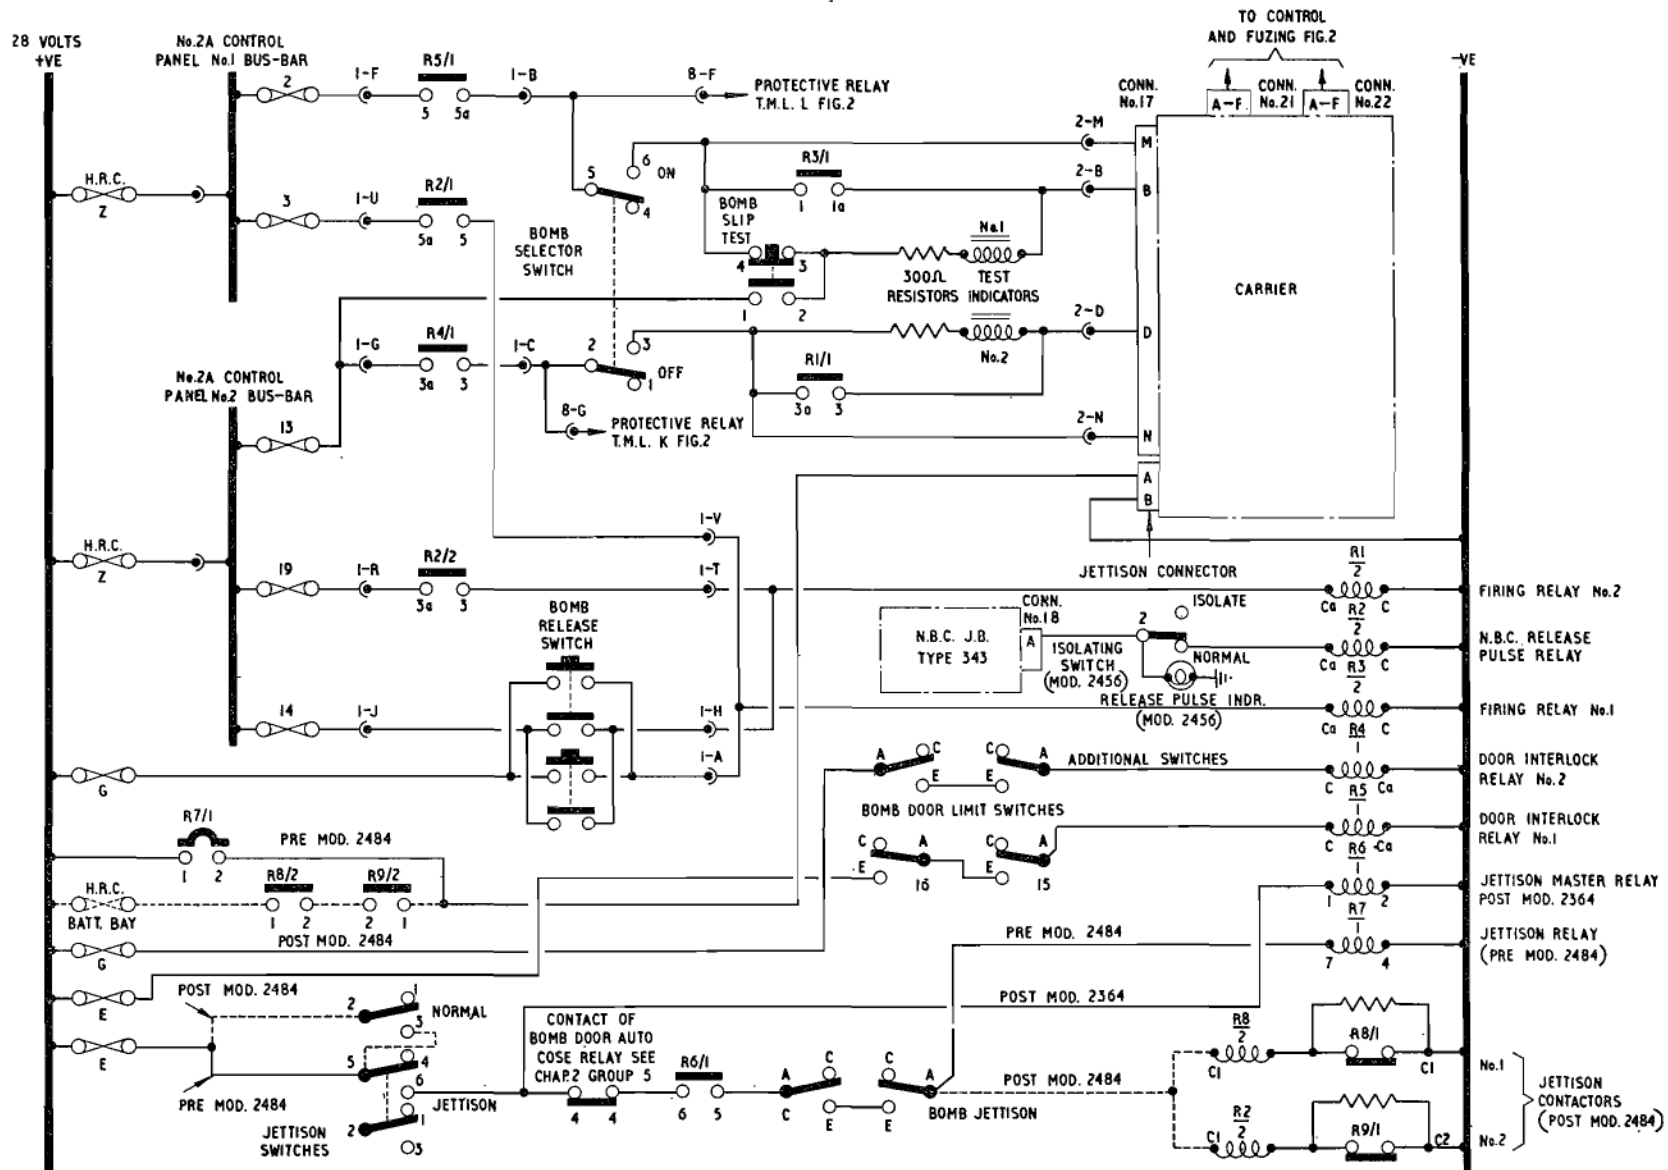 TO CONTROL
AND FUZING FIG.2
28 VOLTS
+VE
No.2A CONTROL
PANEL No.1 BUS-BAR
-VE
2
1-F
R5/1
5
5a
1-B
8-F
PROTECTIVE RELAY
T.M.L. L FIG.2
CONN.
No.17
A-F
CONN.
No.21
A-F
CONN.
No.22
2-M
M
H.R.C.
Z
3
1-U
R2/1
5a
5
BOMB
SELECTOR
SWITCH
5
6
ON
4
BOMB
SLIP
TEST
R3/1
1
1a
2-B
B
4
3
1
2
300Ω
RESISTORS
No.1
TEST
INDICATORS
No.2
CARRIER
2-D
D
1-G
R4/1
3a
3
1-C
2
3
OFF
1
R1/1
3a
3
8-G
PROTECTIVE RELAY
T.M.L. K FIG.2
2-N
N
No.2A CONTROL
PANEL No.2 BUS-BAR
13
A
B
JETTISON CONNECTOR
H.R.C.
Z
19
1-R
R2/2
3a
3
1-V
1-T
R1
2
Ca
C
FIRING RELAY No.2
BOMB
RELEASE
SWITCH
N.B.C. J.B.
TYPE 343
CONN.
No.18
A
ISOLATING
SWITCH
(MOD. 2456)
2
ISOLATE
NORMAL
RELEASE PULSE INDR.
(MOD. 2456)
R2
2
Ca
C
N.B.C. RELEASE
PULSE RELAY
14
1-J
1-H
1-A
R3
2
Ca
C
FIRING RELAY No.1
G
A
C
E
C
A
E
ADDITIONAL SWITCHES
BOMB DOOR LIMIT SWITCHES
R4
1
C
Ca
DOOR INTERLOCK
RELAY No.2
R7/1
1
2
PRE MOD. 2484
C
A
E
16
C
A
E
15
R5
1
C
Ca
DOOR INTERLOCK
RELAY No.1
H.R.C.
BATT. BAY
R8/2
1
2
R9/2
2
1
POST MOD. 2484
R6
1
1
2
JETTISON MASTER RELAY
POST MOD. 2364
G
PRE MOD. 2484
R7
7
4
JETTISON RELAY
(PRE MOD. 2484)
E
POST MOD. 2484
2
1
NORMAL
3
POST MOD. 2364
E
5
4
6
JETTISON
PRE MOD. 2484
JETTISON
SWITCHES
2
1
3
CONTACT OF
BOMB DOOR AUTO
COSE RELAY SEE
CHAP.2 GROUP 5
4
4
R6/1
6
5
A
C
C
E
C
A
E
BOMB JETTISON
POST MOD. 2484
R8
2
C1
R8/1
C1
No.1
R2
2
C1
R9/1
C2
No.2
JETTISON
CONTACTORS
(POST MOD. 2484)